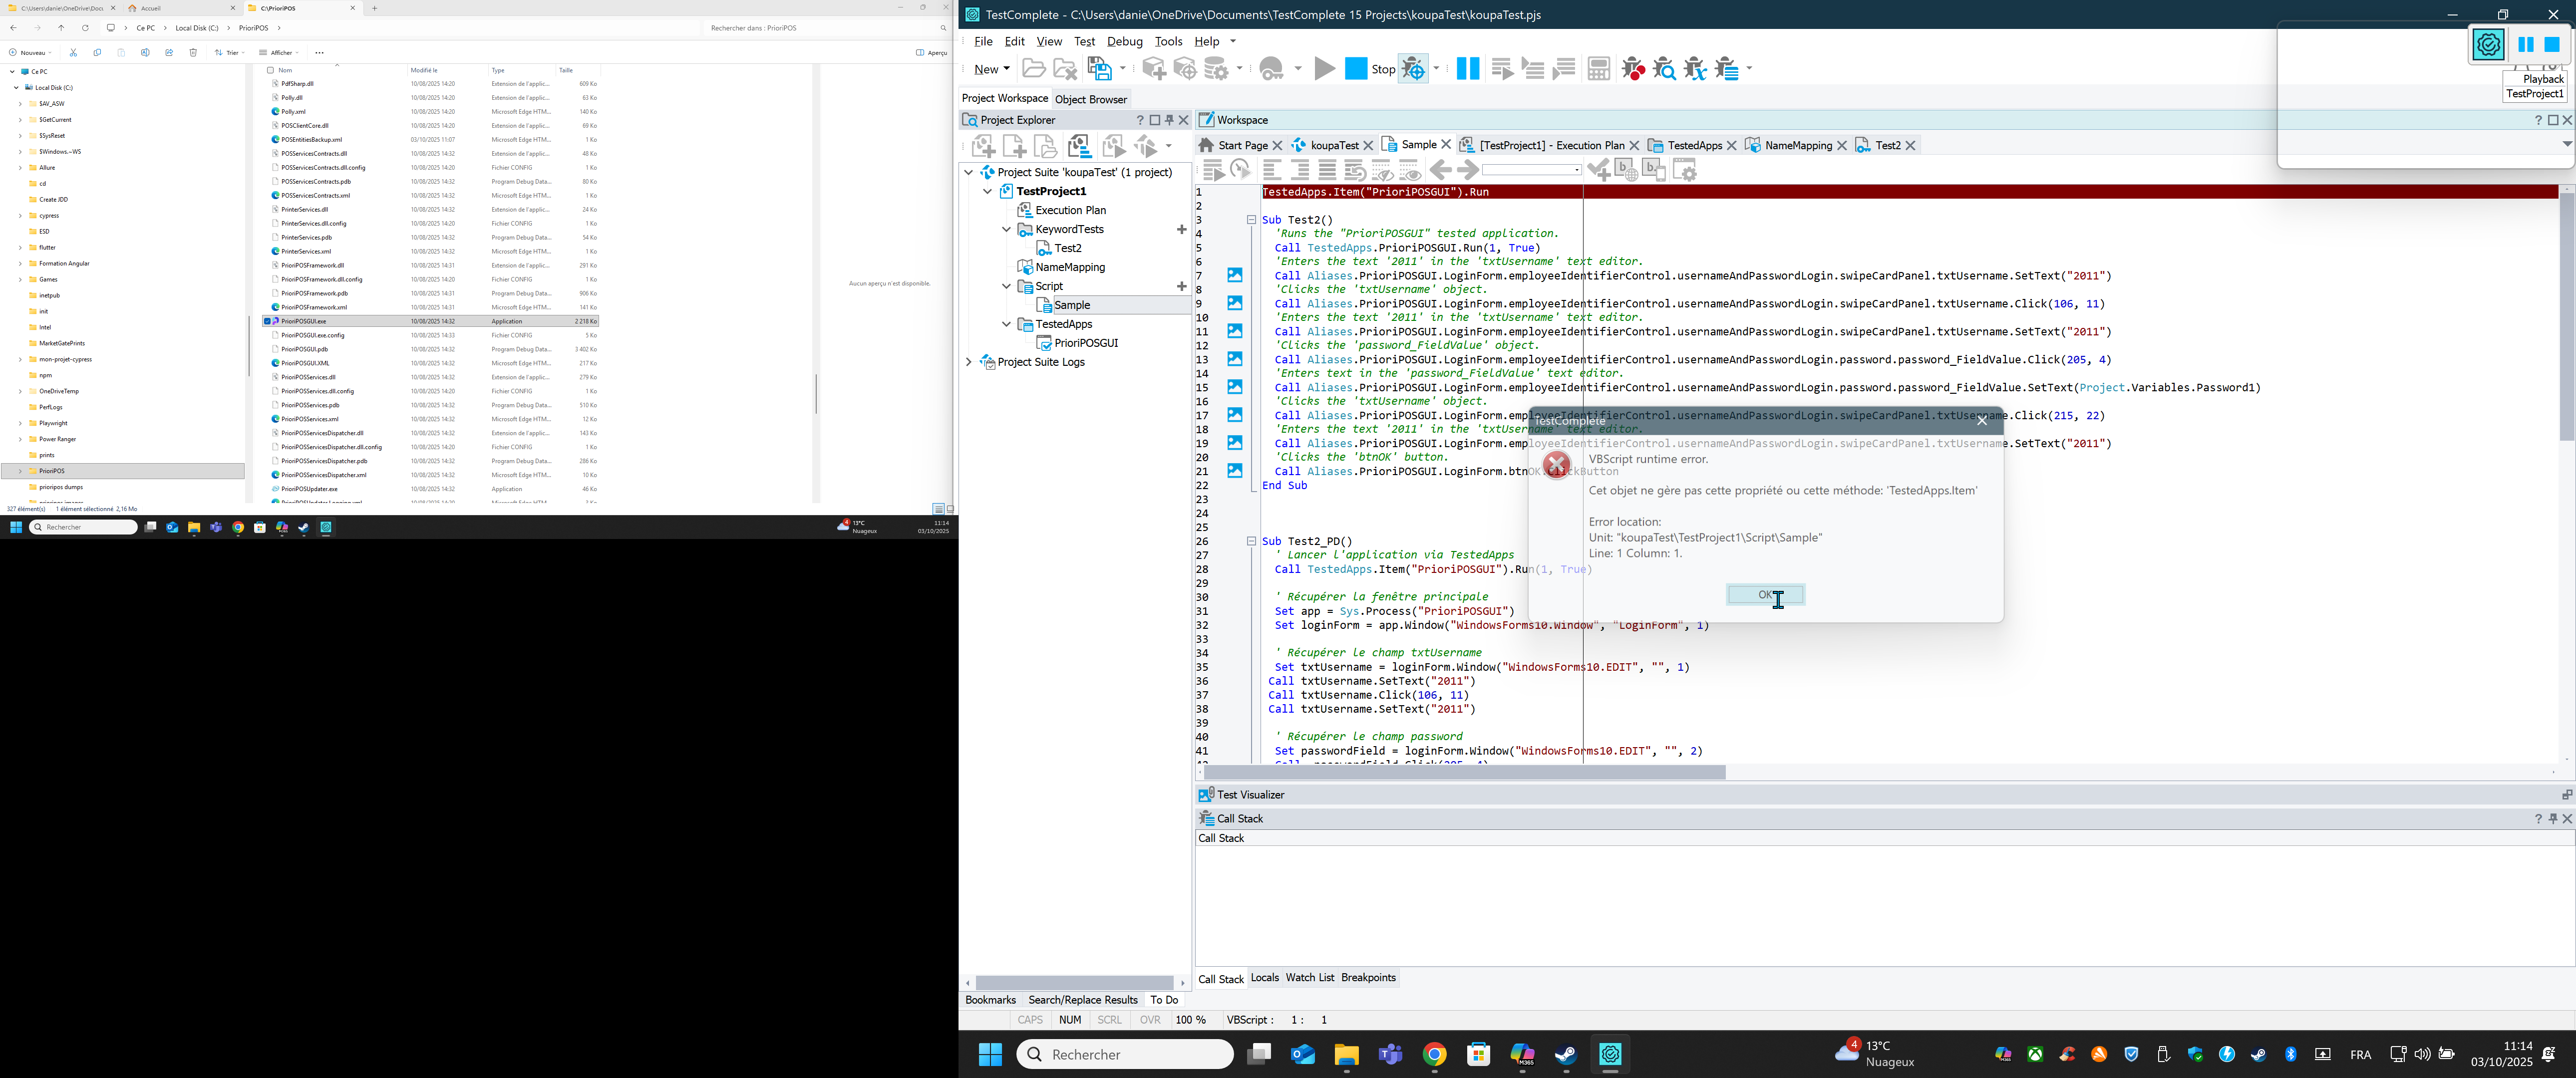 C:\Users\danie\OneDrive\Docu
Accueil
C:\PrioriPOS
Ce PC
Local Disk (C:)
PrioriPOS
Rechercher dans : PrioriPOS
Nouveau
Trier
Afficher
Aperçu
Ce PC
Local Disk (C:)
$AV_ASW
$GetCurrent
$SysReset
$Windows.~WS
Allure
cd
Create JDD
cypress
ESD
flutter
Formation Angular
Games
inetpub
init
Intel
MarketGatePrints
mon-projet-cypress
npm
OneDriveTemp
PerfLogs
Playwright
Power Ranger
prints
PrioriPOS
prioripos dumps
prioripos images
Nom Modifié le Type Taille
PdfSharp.dll 10/08/2025 14:20 Extension de l'applic... 609 Ko
Polly.dll 10/08/2025 14:20 Extension de l'applic... 63 Ko
Polly.xml 10/08/2025 14:20 Microsoft Edge HTM... 140 Ko
POSClientCore.dll 10/08/2025 14:20 Extension de l'applic... 69 Ko
POSEntitiesBackup.xml 03/10/2025 11:07 Microsoft Edge HTM... 1 Ko
POSServicesContracts.dll 10/08/2025 14:32 Extension de l'applic... 48 Ko
POSServicesContracts.dll.config 10/08/2025 14:20 Fichier CONFIG 1 Ko
POSServicesContracts.pdb 10/08/2025 14:32 Program Debug Data... 80 Ko
POSServicesContracts.xml 10/08/2025 14:32 Microsoft Edge HTM... 1 Ko
PrinterServices.dll 10/08/2025 14:32 Extension de l'applic... 24 Ko
PrinterServices.dll.config 10/08/2025 14:20 Fichier CONFIG 1 Ko
PrinterServices.pdb 10/08/2025 14:32 Program Debug Data... 54 Ko
PrinterServices.xml 10/08/2025 14:32 Microsoft Edge HTM... 1 Ko
PrioriPOSFramework.dll 10/08/2025 14:31 Extension de l'applic... 291 Ko
PrioriPOSFramework.dll.config 10/08/2025 14:20 Fichier CONFIG 1 Ko
PrioriPOSFramework.pdb 10/08/2025 14:31 Program Debug Data... 906 Ko
PrioriPOSFramework.xml 10/08/2025 14:31 Microsoft Edge HTM... 141 Ko
PrioriPOSGUI.exe 10/08/2025 14:32 Application 2 218 Ko
PrioriPOSGUI.exe.config 10/08/2025 14:33 Fichier CONFIG 5 Ko
PrioriPOSGUI.pdb 10/08/2025 14:32 Program Debug Data... 3 402 Ko
PrioriPOSGUI.XML 10/08/2025 14:32 Microsoft Edge HTM... 217 Ko
PrioriPOSServices.dll 10/08/2025 14:32 Extension de l'applic... 279 Ko
PrioriPOSServices.dll.config 10/08/2025 14:20 Fichier CONFIG 1 Ko
PrioriPOSServices.pdb 10/08/2025 14:32 Program Debug Data... 510 Ko
PrioriPOSServices.xml 10/08/2025 14:32 Microsoft Edge HTM... 12 Ko
PrioriPOSServicesDispatcher.dll 10/08/2025 14:32 Extension de l'applic... 143 Ko
PrioriPOSServicesDispatcher.dll.config 10/08/2025 14:20 Fichier CONFIG 1 Ko
PrioriPOSServicesDispatcher.pdb 10/08/2025 14:32 Program Debug Data... 286 Ko
PrioriPOSServicesDispatcher.xml 10/08/2025 14:32 Microsoft Edge HTM... 10 Ko
PrioriPOSUpdater.exe 10/08/2025 14:32 Application 46 Ko
Aucun aperçu n'est disponible.
327 élément(s) 1 élément sélectionné 2,16 Mo
Rechercher
4
13°C
Nuageux
11:14
03/10/2025
TestComplete - C:\Users\danie\OneDrive\Documents\TestComplete 15 Projects\koupaTest\koupaTest.pjs
File Edit View Test Debug Tools Help
New
Stop
Playback
TestProject1
Project Workspace Object Browser
Project Explorer
Project Suite 'koupaTest' (1 project)
TestProject1
Execution Plan
KeywordTests
Test2
NameMapping
Script
Sample
TestedApps
PrioriPOSGUI
Project Suite Logs
Workspace
Start Page koupaTest Sample [TestProject1] - Execution Plan TestedApps NameMapping Test2
1 TestedApps.Item("PrioriPOSGUI").Run
2
3 Sub Test2()
4 'Runs the "PrioriPOSGUI" tested application.
5 Call TestedApps.PrioriPOSGUI.Run(1, True)
6 'Enters the text '2011' in the 'txtUsername' text editor.
7 Call Aliases.PrioriPOSGUI.LoginForm.employeeIdentifierControl.usernameAndPasswordLogin.swipeCardPanel.txtUsername.SetText("2011")
8 'Clicks the 'txtUsername' object.
9 Call Aliases.PrioriPOSGUI.LoginForm.employeeIdentifierControl.usernameAndPasswordLogin.swipeCardPanel.txtUsername.Click(106, 11)
10 'Enters the text '2011' in the 'txtUsername' text editor.
11 Call Aliases.PrioriPOSGUI.LoginForm.employeeIdentifierControl.usernameAndPasswordLogin.swipeCardPanel.txtUsername.SetText("2011")
12 'Clicks the 'password_FieldValue' object.
13 Call Aliases.PrioriPOSGUI.LoginForm.employeeIdentifierControl.usernameAndPasswordLogin.password.password_FieldValue.Click(205, 4)
14 'Enters text in the 'password_FieldValue' text editor.
15 Call Aliases.PrioriPOSGUI.LoginForm.employeeIdentifierControl.usernameAndPasswordLogin.password.password_FieldValue.SetText(Project.Variables.Password1)
16 'Clicks the 'txtUsername' object.
17 Call Aliases.PrioriPOSGUI.LoginForm.employeeIdentifierControl.usernameAndPasswordLogin.swipeCardPanel.txtUsername.Click(215, 22)
18 'Enters the text '2011' in the 'txtUsername' text editor.
19 Call Aliases.PrioriPOSGUI.LoginForm.employeeIdentifierControl.usernameAndPasswordLogin.swipeCardPanel.txtUsername.SetText("2011")
20 'Clicks the 'btnOK' button.
21 Call Aliases.PrioriPOSGUI.LoginForm.btnOK.ClickButton
22 End Sub
23
24
25
26 Sub Test2_PD()
27 ' Lancer l'application via TestedApps
28 Call TestedApps.Item("PrioriPOSGUI").Run(1, True)
29
30 ' Récupérer la fenêtre principale
31 Set app = Sys.Process("PrioriPOSGUI")
32 Set loginForm = app.Window("WindowsForms10.Window", "LoginForm", 1)
33
34 ' Récupérer le champ txtUsername
35 Set txtUsername = loginForm.Window("WindowsForms10.EDIT", "", 1)
36 Call txtUsername.SetText("2011")
37 Call txtUsername.Click(106, 11)
38 Call txtUsername.SetText("2011")
39
40 ' Récupérer le champ password
41 Set passwordField = loginForm.Window("WindowsForms10.EDIT", "", 2)
TestComplete
VBScript runtime error.
Cet objet ne gère pas cette propriété ou cette méthode: 'TestedApps.Item'
Error location:
Unit: "koupaTest\TestProject1\Script\Sample"
Line: 1 Column: 1.
OK
Test Visualizer
Call Stack
Call Stack
Call Stack Locals Watch List Breakpoints
Bookmarks Search/Replace Results To Do
CAPS NUM SCRL OVR 100 % VBScript : 1 : 1
Rechercher
4
13°C
Nuageux
FRA
11:14
03/10/2025